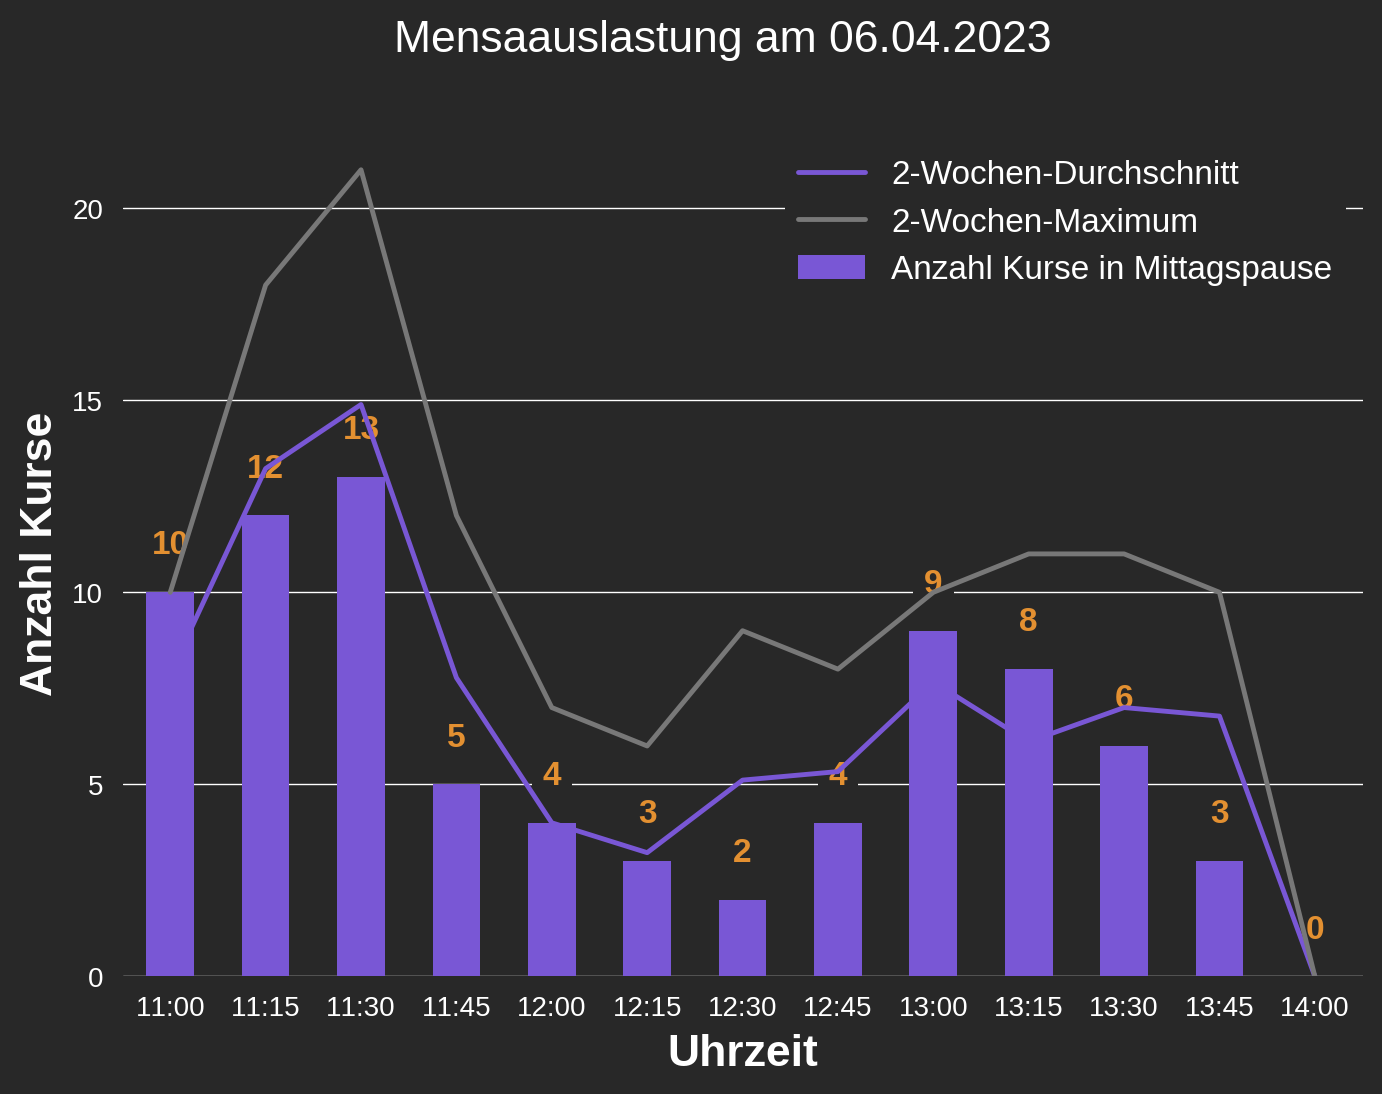 Mensaauslastung am 06.04.2023
2-Wochen-Durchschnitt
2-Wochen-Maximum
Anzahl Kurse in Mittagspause
Anzahl Kurse
20
15
10
5
0
10
12
13
5
4
3
2
4
9
8
6
3
0
11:00 11:15 11:30 11:45 12:00 12:15 12:30 12:45 13:00 13:15 13:30 13:45 14:00
Uhrzeit